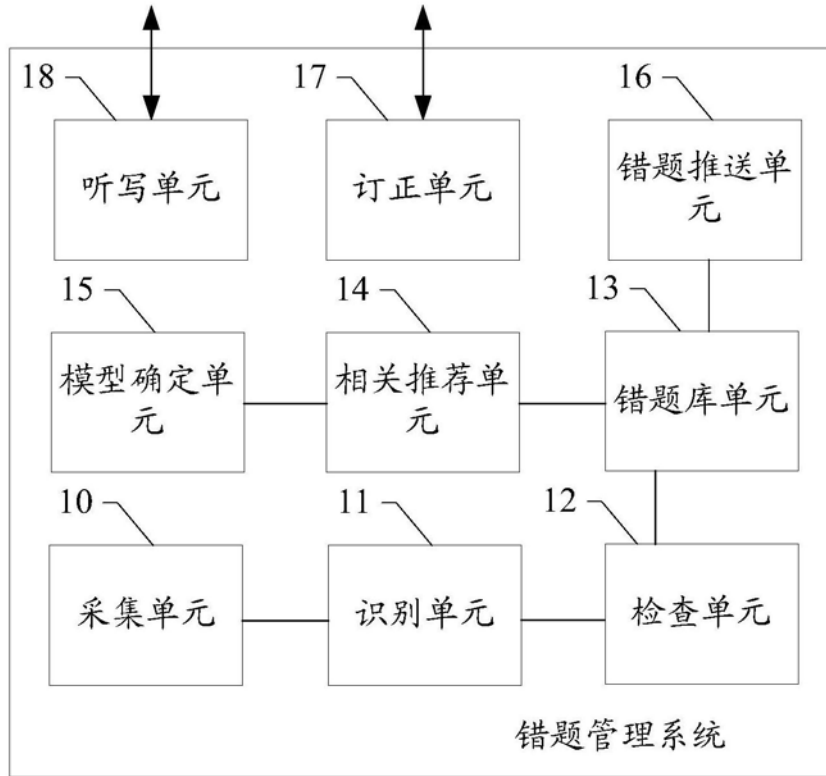 18
17
16
听写单元
订正单元
错题推送单
元
15
14
13
模型确定单
元
相关推荐单
元
错题库单元
10
11
12
采集单元
识别单元
检查单元
错题管理系统